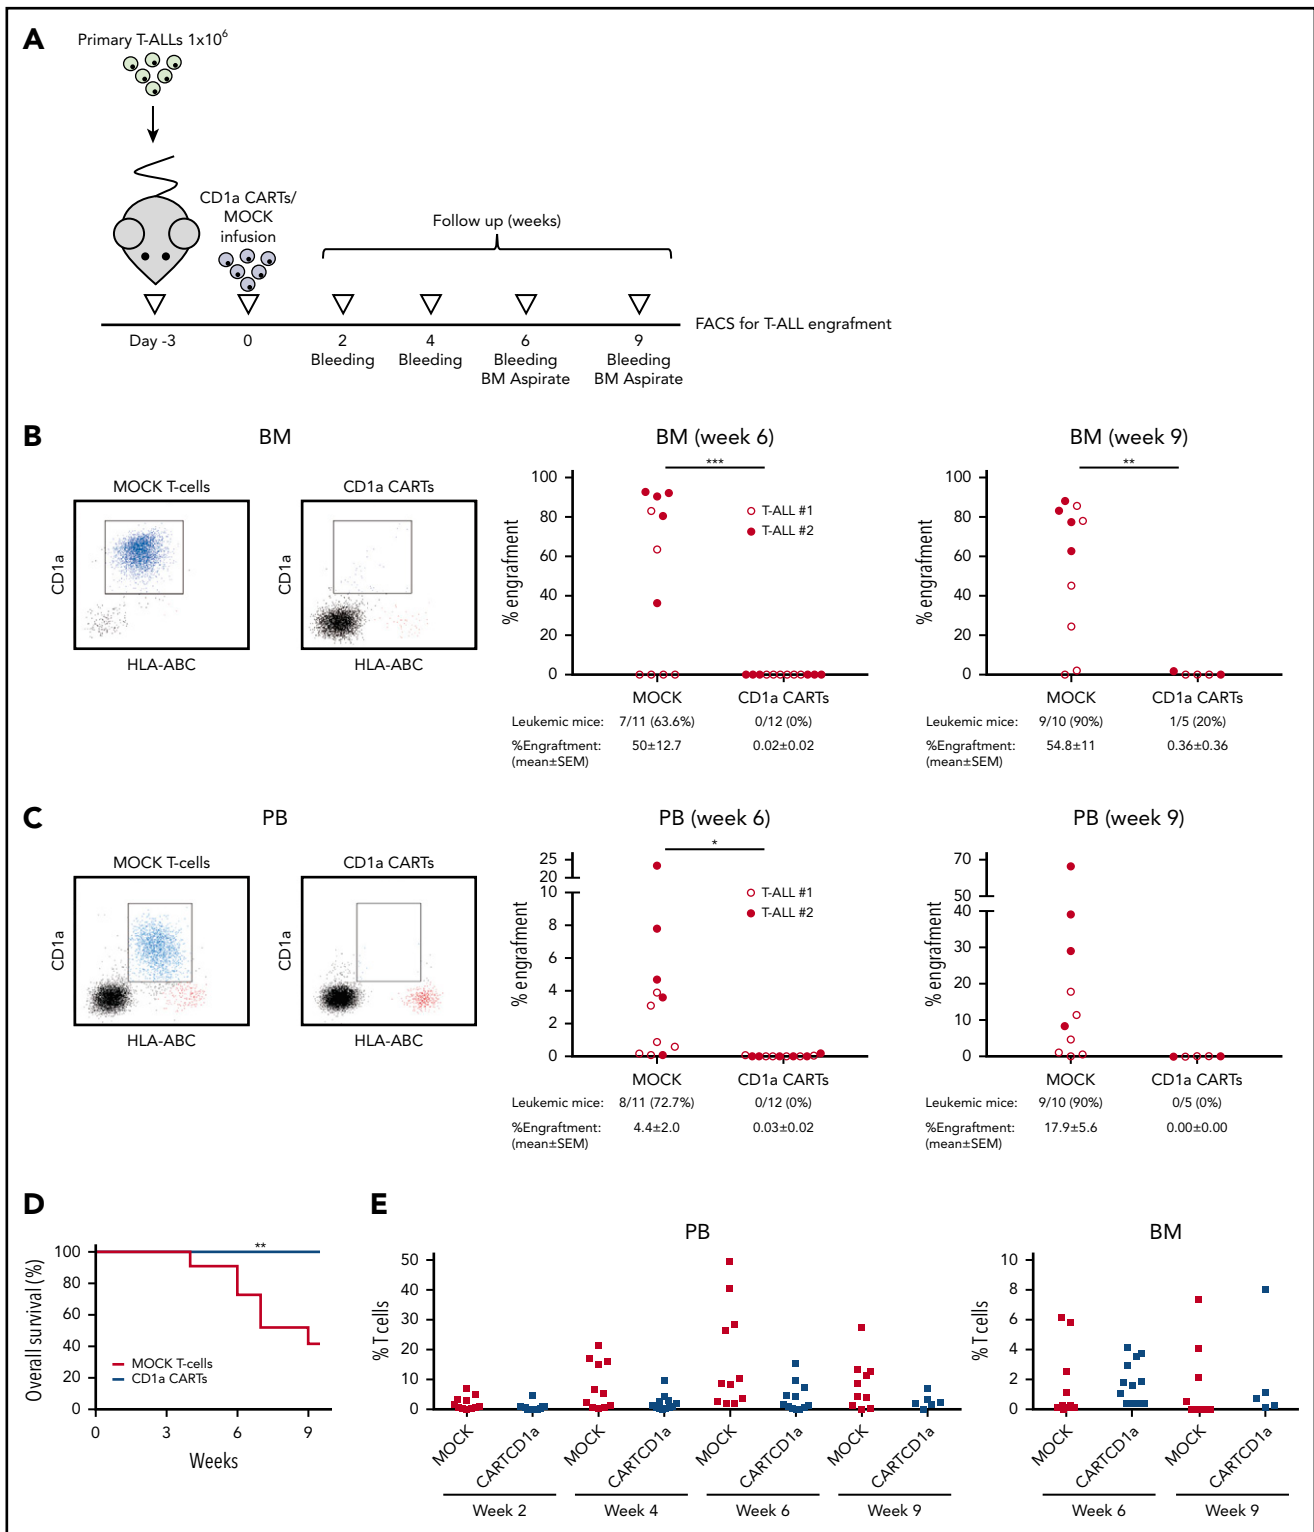 A
Primary T-ALLs 1x10⁶
CD1a CARTs/
MOCK
infusion
Follow up (weeks)
FACS for T-ALL engrafment
Day -3
0
2
Bleeding
4
Bleeding
6
Bleeding
BM Aspirate
9
Bleeding
BM Aspirate
B
BM
MOCK T-cells
CD1a
HLA-ABC
CD1a CARTs
CD1a
HLA-ABC
BM (week 6)
***
% engrafment
100
80
60
40
20
0
T-ALL #1
T-ALL #2
MOCK
CD1a CARTs
Leukemic mice: 7/11 (63.6%) 0/12 (0%)
%Engraftment: 50±12.7 0.02±0.02
(mean±SEM)
BM (week 9)
**
% engrafment
100
80
60
40
20
0
MOCK
CD1a CARTs
Leukemic mice: 9/10 (90%) 1/5 (20%)
%Engraftment: 54.8±11 0.36±0.36
(mean±SEM)
C
PB
MOCK T-cells
CD1a
HLA-ABC
CD1a CARTs
CD1a
HLA-ABC
PB (week 6)
*
% engrafment
25
20
10
8
6
4
2
0
T-ALL #1
T-ALL #2
MOCK
CD1a CARTs
Leukemic mice: 8/11 (72.7%) 0/12 (0%)
%Engraftment: 4.4±2.0 0.03±0.02
(mean±SEM)
PB (week 9)
% engrafment
70
50
40
30
20
10
0
MOCK
CD1a CARTs
Leukemic mice: 9/10 (90%) 0/5 (0%)
%Engraftment: 17.9±5.6 0.00±0.00
(mean±SEM)
D
Overall survival (%)
100
80
60
40
20
0
**
MOCK T-cells
CD1a CARTs
0 3 6 9
Weeks
E
PB
% T cells
50
40
30
20
10
0
MOCK
CARTCD1a
MOCK
CARTCD1a
MOCK
CARTCD1a
MOCK
CARTCD1a
Week 2
Week 4
Week 6
Week 9
BM
% T cells
10
8
6
4
2
0
MOCK
CARTCD1a
MOCK
CARTCD1a
Week 6
Week 9